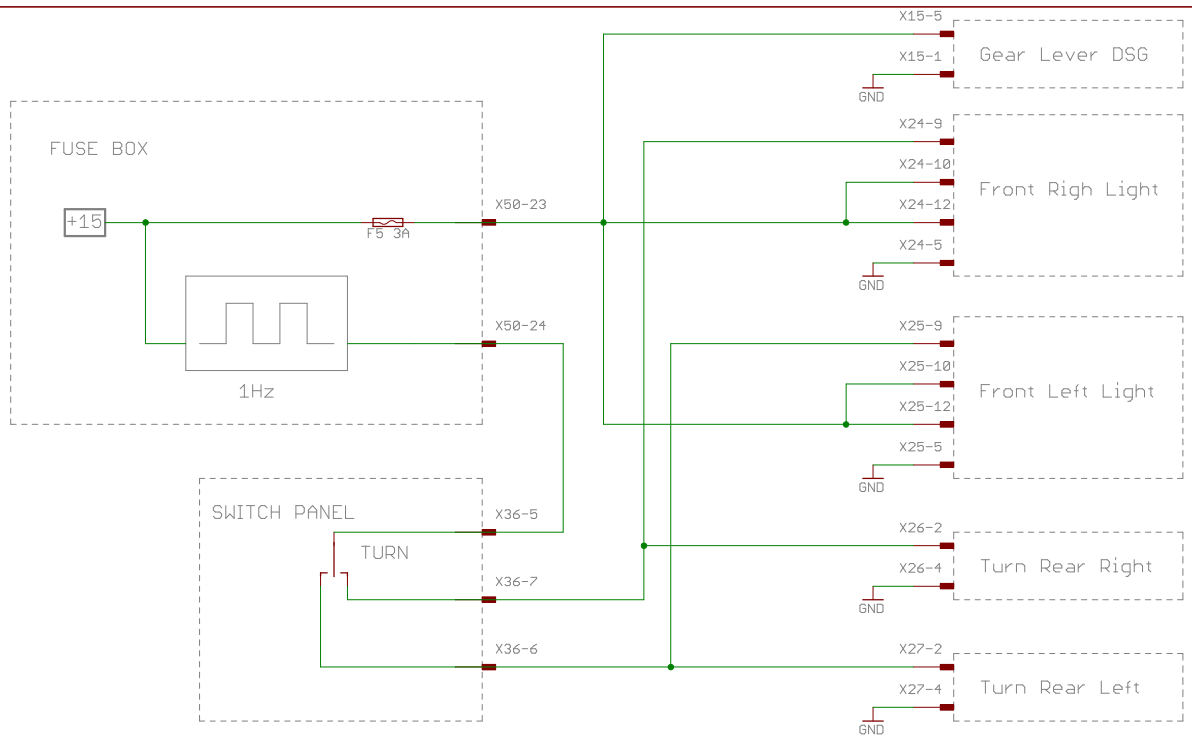 X15-5
Gear Lever DSG
X15-1
GND
X24-9
FUSE BOX
X24-10
Front Righ Light
X50-23
X24-12
+15
F5 3A
X24-5
GND
X50-24
X25-9
X25-10
1Hz
Front Left Light
X25-12
X25-5
GND
SWITCH PANEL
X36-5
X26-2
TURN
Turn Rear Right
X36-7
X26-4
GND
X36-6
X27-2
Turn Rear Left
X27-4
GND